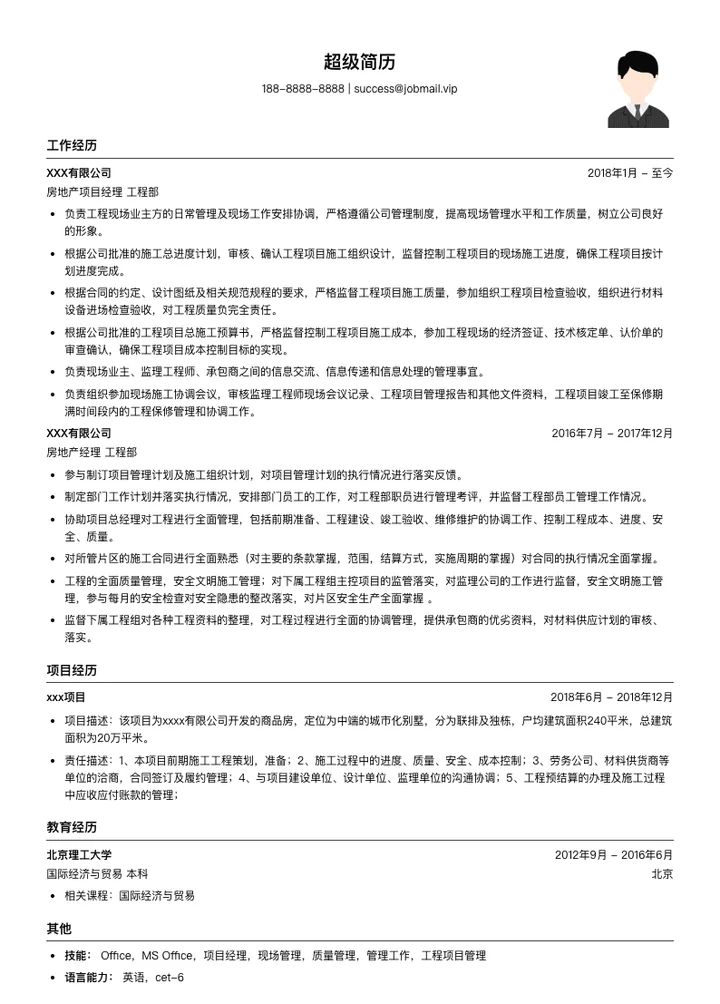 超级简历
188-8888-8888 | success@jobmail.vip
工作经历
XXX有限公司 2018年1月 – 至今
房地产项目经理 工程部
• 负责工程现场业主方的日常管理及现场工作安排协调，严格遵循公司管理制度，提高现场管理水平和工作质量，树立公司良好
的形象。
• 根据公司批准的施工总进度计划，审核、确认工程项目施工组织设计，监督控制工程项目的现场施工进度，确保工程项目按计
划进度完成。
• 根据合同的约定、设计图纸及相关规范规程的要求，严格监督工程项目施工质量，参加组织工程项目检查验收，组织进行材料
设备进场检查验收，对工程质量负完全责任。
• 根据公司批准的工程项目总施工预算书，严格监督控制工程项目施工成本，参加工程现场的经济签证、技术核定单、认价单的
审查确认，确保工程项目成本控制目标的实现。
• 负责现场业主、监理工程师、承包商之间的信息交流、信息传递和信息处理的管理事宜。
• 负责组织参加现场施工协调会议，审核监理工程师现场会议记录、工程项目管理报告和其他文件资料，工程项目竣工至保修期
满时间段内的工程保修管理和协调工作。
XXX有限公司 2016年7月 – 2017年12月
房地产经理 工程部
• 参与制订项目管理计划及施工组织计划，对项目管理计划的执行情况进行落实反馈。
• 制定部门工作计划并落实执行情况，安排部门员工的工作，对工程部职员进行管理考评，并监督工程部员工管理工作情况。
• 协助项目总经理对工程进行全面管理，包括前期准备、工程建设、竣工验收、维修维护的协调工作、控制工程成本、进度、安
全、质量。
• 对所管片区的施工合同进行全面熟悉（对主要的条款掌握，范围，结算方式，实施周期的掌握）对合同的执行情况全面掌握。
• 工程的全面质量管理，安全文明施工管理；对下属工程组主控项目的监管落实，对监理公司的工作进行监督，安全文明施工管
理，参与每月的安全检查对安全隐患的整改落实，对片区安全生产全面掌握 。
• 监督下属工程组对各种工程资料的整理，对工程过程进行全面的协调管理，提供承包商的优劣资料，对材料供应计划的审核、
落实。
项目经历
xxx项目 2018年6月 – 2018年12月
• 项目描述：该项目为xxxx有限公司开发的商品房，定位为中端的城市化别墅，分为联排及独栋，户均建筑面积240平米，总建筑
面积为20万平米。
• 责任描述：1、本项目前期施工工程策划，准备；2、施工过程中的进度、质量、安全、成本控制；3、劳务公司、材料供货商等
单位的洽商，合同签订及履约管理；4、与项目建设单位、设计单位、监理单位的沟通协调；5、工程预结算的办理及施工过程
中应收应付账款的管理；
教育经历
北京理工大学 2012年9月 – 2016年6月
国际经济与贸易 本科 北京
• 相关课程：国际经济与贸易
其他
• 技能： Office，MS Office，项目经理，现场管理，质量管理，管理工作，工程项目管理
• 语言能力： 英语，cet-6